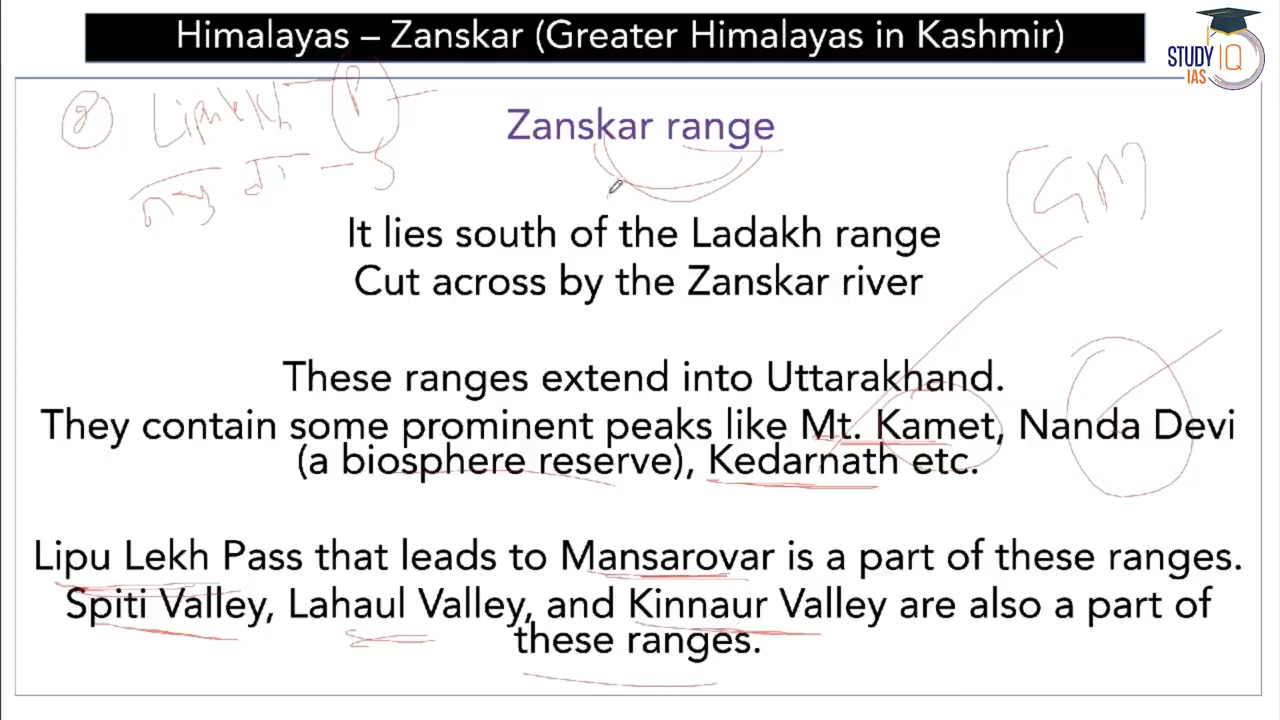 Himalayas – Zanskar (Greater Himalayas in Kashmir)
STUDY IQ
IAS
Lipulekh P
Zanskar range
GM
It lies south of the Ladakh range
Cut across by the Zanskar river
These ranges extend into Uttarakhand.
They contain some prominent peaks like Mt. Kamet, Nanda Devi
(a biosphere reserve), Kedarnath etc.
Lipu Lekh Pass that leads to Mansarovar is a part of these ranges.
Spiti Valley, Lahaul Valley, and Kinnaur Valley are also a part of
these ranges.